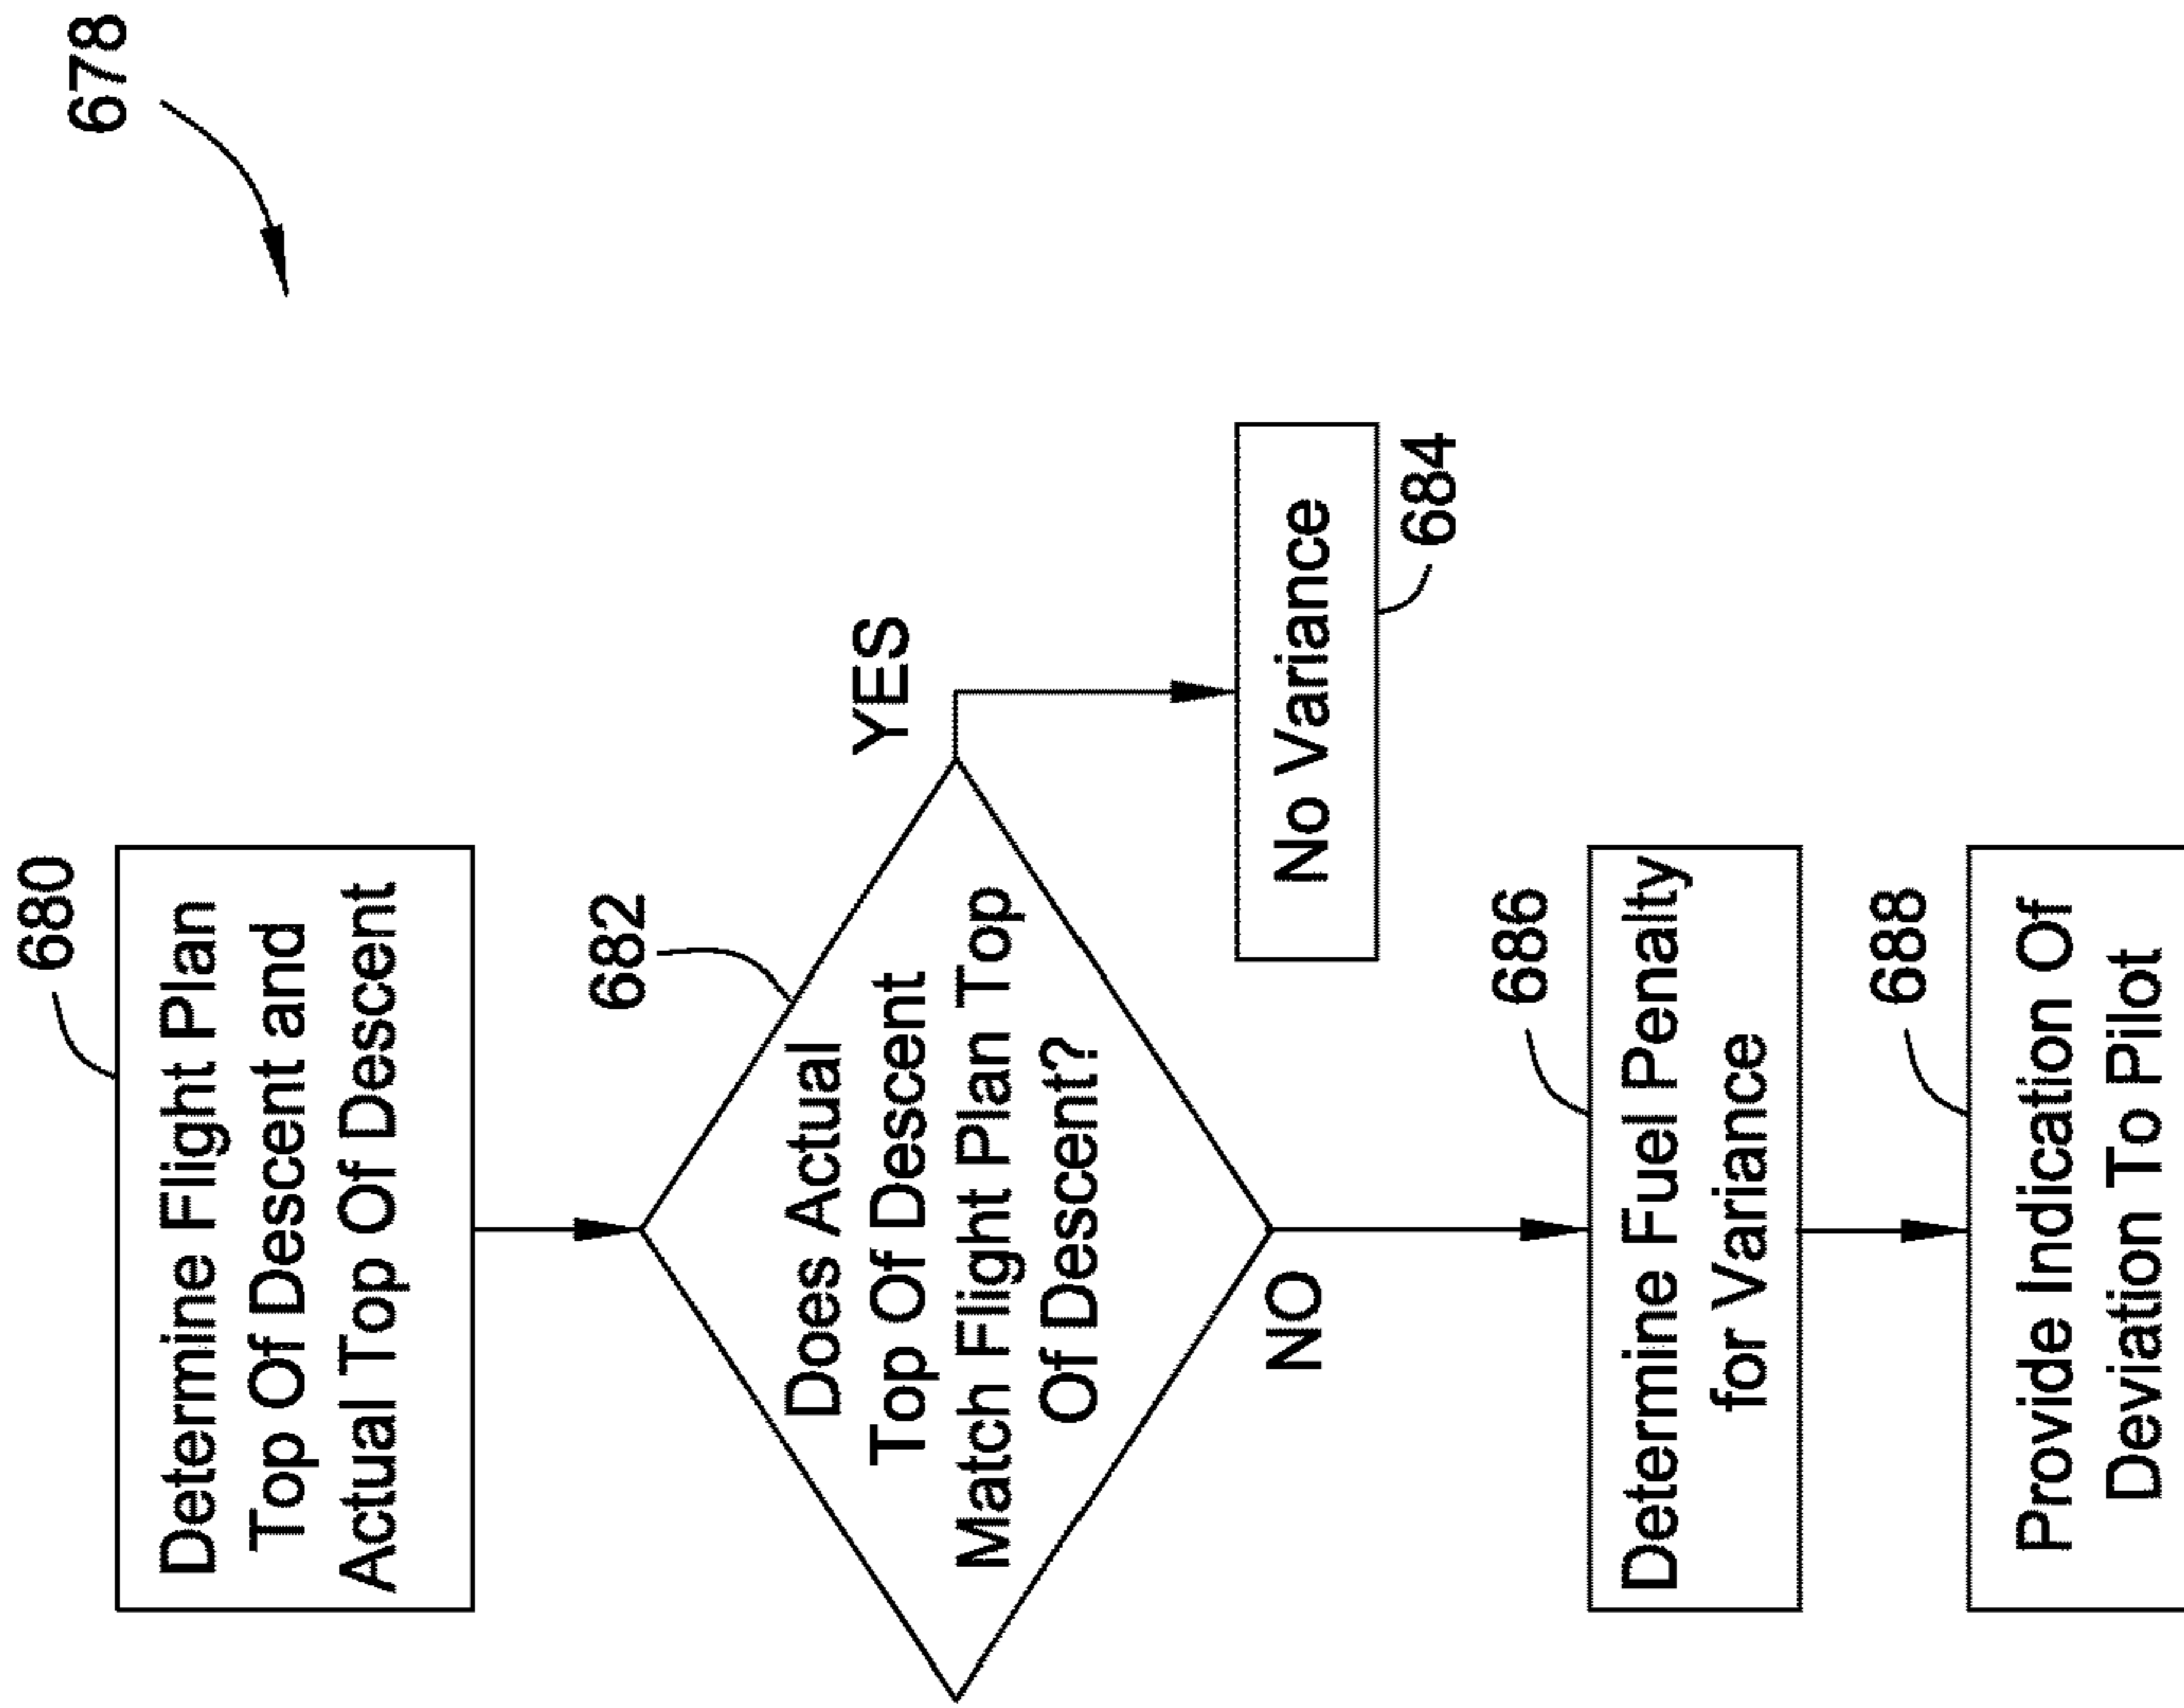 678
680
Determine Flight Plan
Top Of Descent and
Actual Top Of Descent
682
Does Actual
Top Of Descent
Match Flight Plan Top
Of Descent?
YES
No Variance
684
NO
686
Determine Fuel Penalty
for Variance
688
Provide Indication Of
Deviation To Pilot